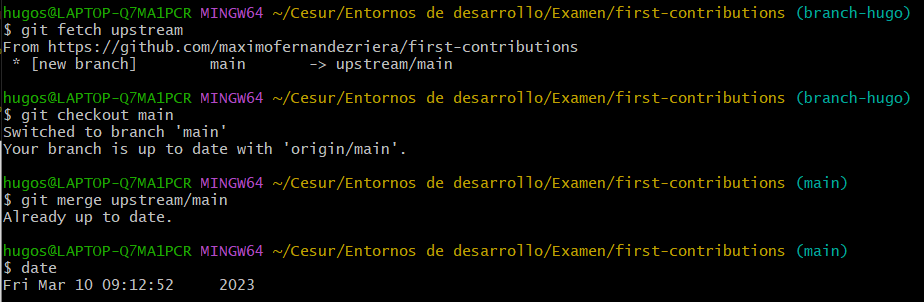 hugos@LAPTOP-Q7MA1PCR MINGW64 ~/Cesur/Entornos de desarrollo/Examen/first-contributions (branch-hugo)
$ git fetch upstream
From https://github.com/maximofernandezriera/first-contributions
 * [new branch]      main       -> upstream/main
hugos@LAPTOP-Q7MA1PCR MINGW64 ~/Cesur/Entornos de desarrollo/Examen/first-contributions (branch-hugo)
$ git checkout main
Switched to branch 'main'
Your branch is up to date with 'origin/main'.
hugos@LAPTOP-Q7MA1PCR MINGW64 ~/Cesur/Entornos de desarrollo/Examen/first-contributions (main)
$ git merge upstream/main
Already up to date.
hugos@LAPTOP-Q7MA1PCR MINGW64 ~/Cesur/Entornos de desarrollo/Examen/first-contributions (main)
$ date
Fri Mar 10 09:12:52     2023